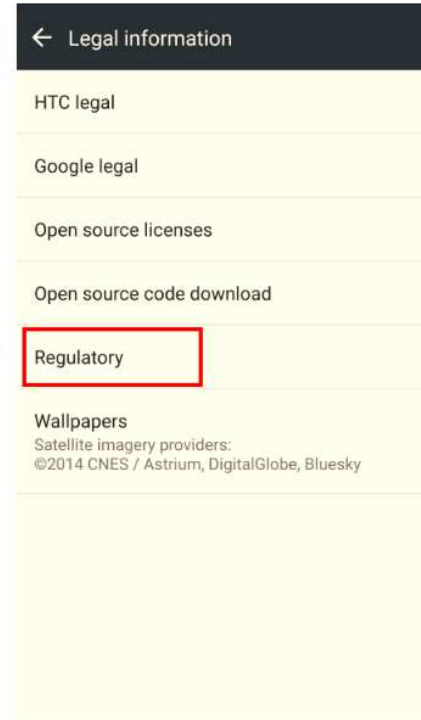 Legal information
HTC legal
Google legal
Open source licenses
Open source code download
Regulatory
Wallpapers
Satellite imagery providers:
©2014 CNES / Astrium, DigitalGlobe, Bluesky